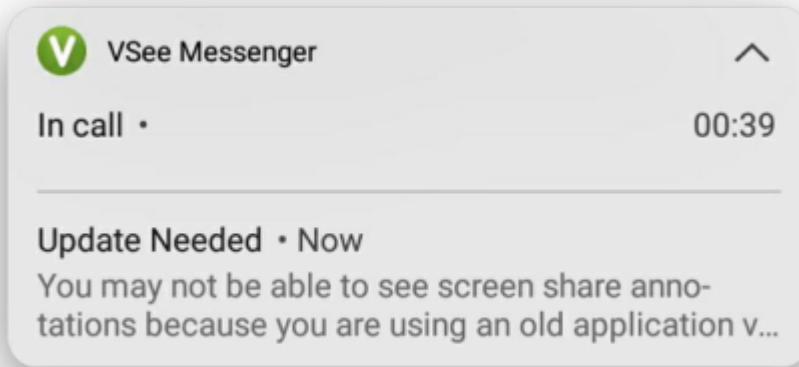 VSee Messenger
In call •
00:39
Update Needed • Now
You may not be able to see screen share anno-
tations because you are using an old application v...